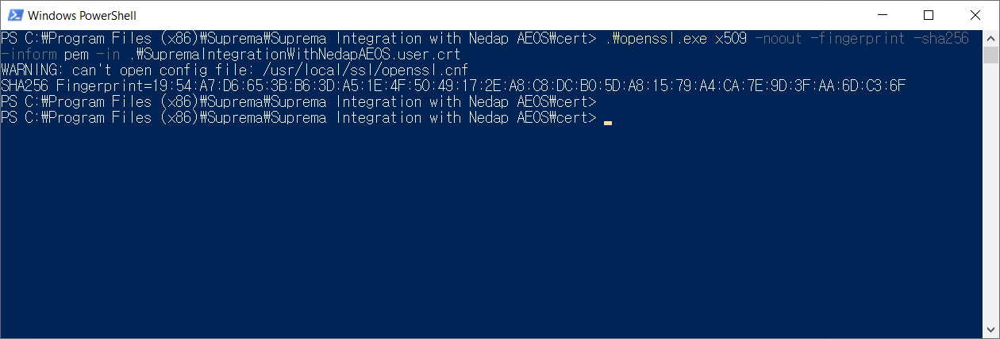 Windows PowerShell
PS C:₩Program Files (x86)₩Suprema₩Suprema Integration with Nedap AEOS₩cert> .₩openssl.exe x509 -noout -fingerprint -sha256
-inform pem -in .₩SupremaIntegrationWithNedapAEOS.user.crt
WARNING: can't open config file: /usr/local/ssl/openssl.cnf
SHA256 Fingerprint=19:54:A7:D6:65:3B:B6:3D:A5:1E:4F:50:49:17:2E:A8:C8:DC:B0:5D:A8:15:79:A4:CA:7E:9D:3F:AA:6D:C3:6F
PS C:₩Program Files (x86)₩Suprema₩Suprema Integration with Nedap AEOS₩cert>
PS C:₩Program Files (x86)₩Suprema₩Suprema Integration with Nedap AEOS₩cert>